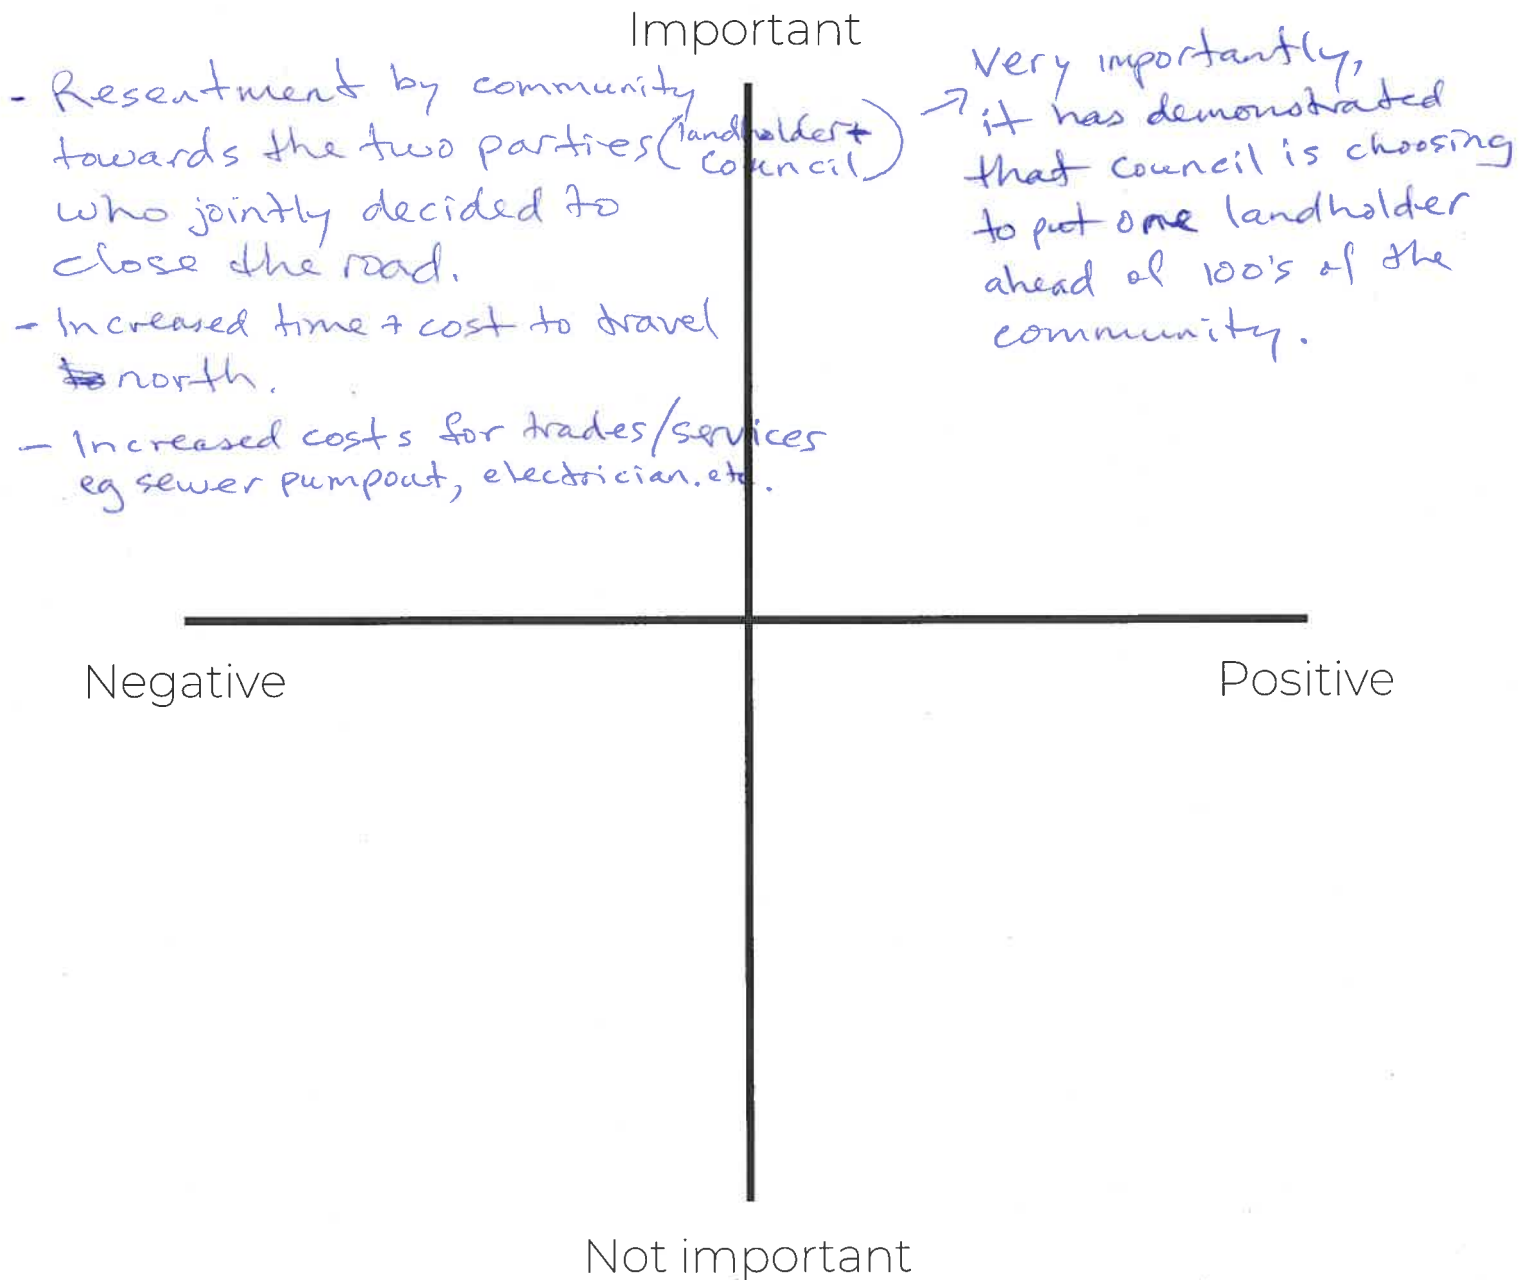 Important
- Resentment by community
towards the two parties (landholder +
Council)
who jointly decided to
close the road.
- Increased time + cost to travel
north.
- Increased costs for trades/services
eg sewer pumpout, electrician. etc.
→ Very importantly,
it has demonstrated
that council is choosing
to put one landholder
ahead of 100's of the
community.
Negative
Positive
Not important